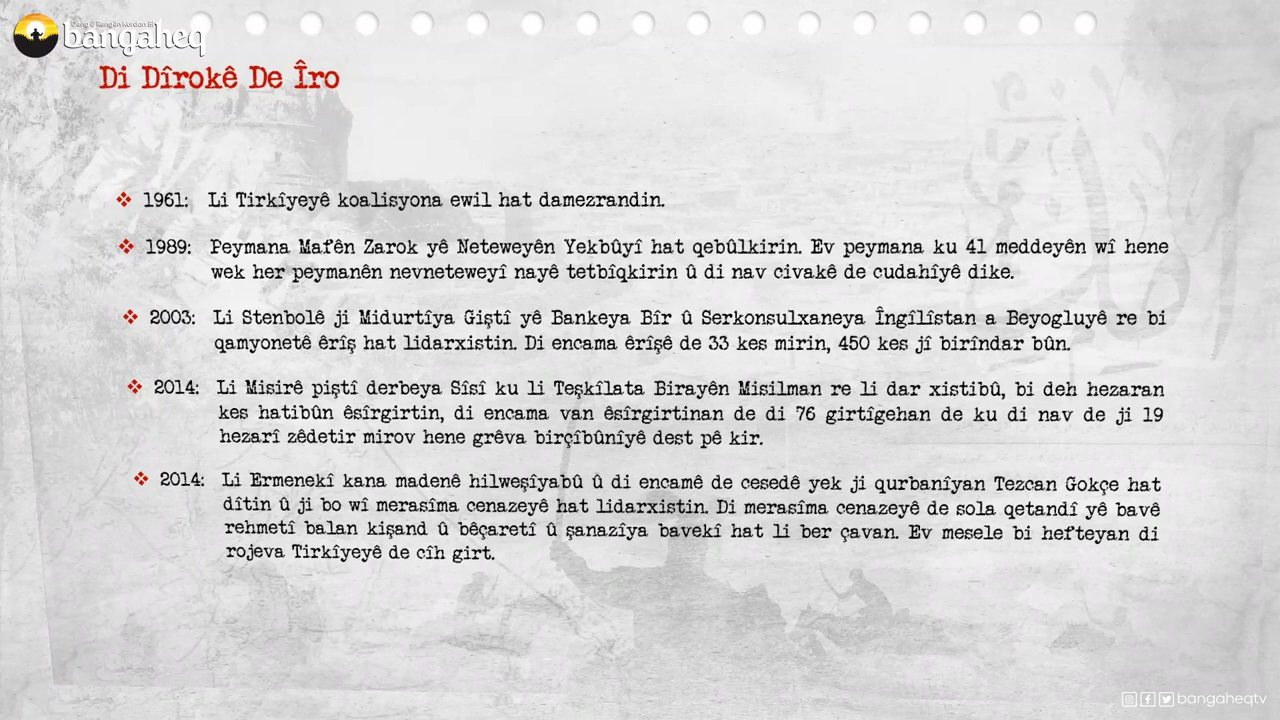 Deng Û Rengên Kurdan Bi
bangaheq
Di Dîrokê De Îro
❖ 1961: Li Tirkîyeyê koalisyona ewil hat damezrandin.
❖ 1989: Peymana Mafên Zarok yê Neteweyên Yekbûyî hat qebûlkirin. Ev peymana ku 41 meddeyên wî hene
wek her peymanên nevneteweyî nayê tetbîqkirin û di nav civakê de cudahîyê dike.
❖ 2003: Li Stenbolê ji Midurtîya Giştî yê Bankeya Bîr û Serkonsulxaneya Îngîlîstan a Beyogluyê re bi
qamyonetê êrîş hat lidarxistin. Di encama êrîşê de 33 kes mirin, 450 kes jî birîndar bûn.
❖ 2014: Li Misirê piştî derbeya Sîsî ku li Teşkîlata Birayên Misilman re li dar xistibû, bi deh hezaran
kes hatibûn êsîrgirtin, di encama van êsîrgirtinan de di 76 girtîgehan de ku di nav de ji 19
hezarî zêdetir mirov hene grêva birçîbûnîyê dest pê kir.
❖ 2014: Li Ermenekî kana madenê hilweşîyabû û di encamê de cesedê yek ji qurbanîyan Tezcan Gokçe hat
dîtin û ji bo wî merasîma cenazeyê hat lidarxistin. Di merasîma cenazeyê de sola qetandî yê bavê
rehmetî balan kişand û bêçaretî û şanazîya bavekî hat li ber çavan. Ev mesele bi hefteyan di
rojeva Tirkîyeyê de cîh girt.
bangaheqtv